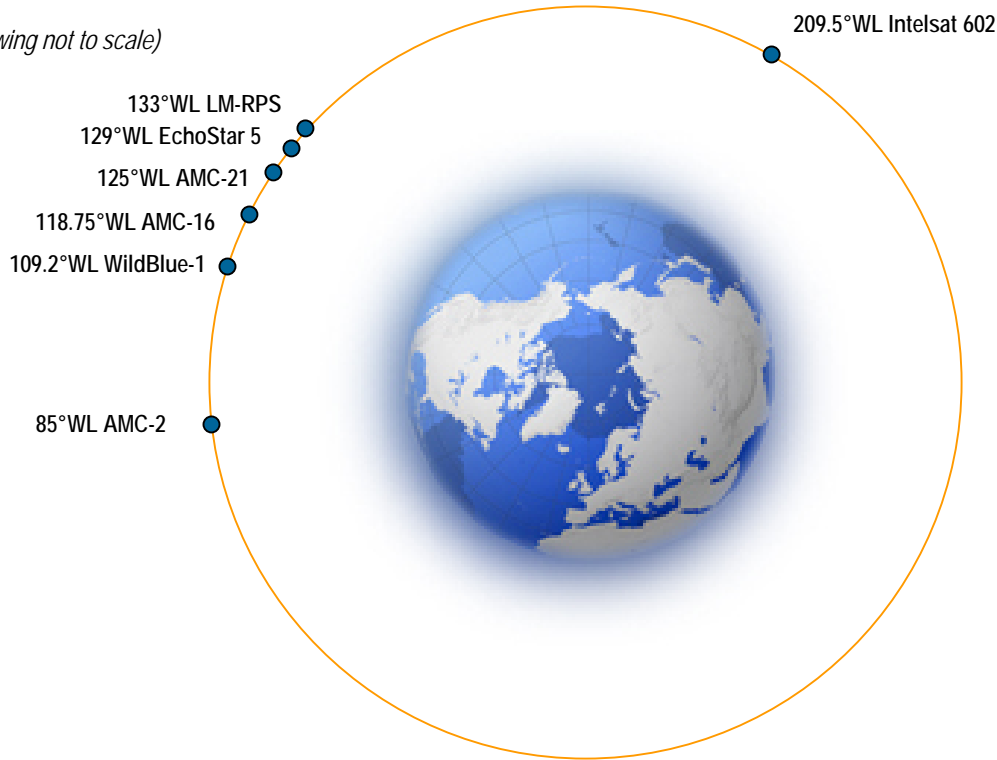 209.5°WL Intelsat 602
not to scale)
133°WL LM-RPS
129°WL EchoStar 5
125°WL AMC-21
118.75°WL AMC-16
109.2°WL WildBlue-1
85°WL AMC-2